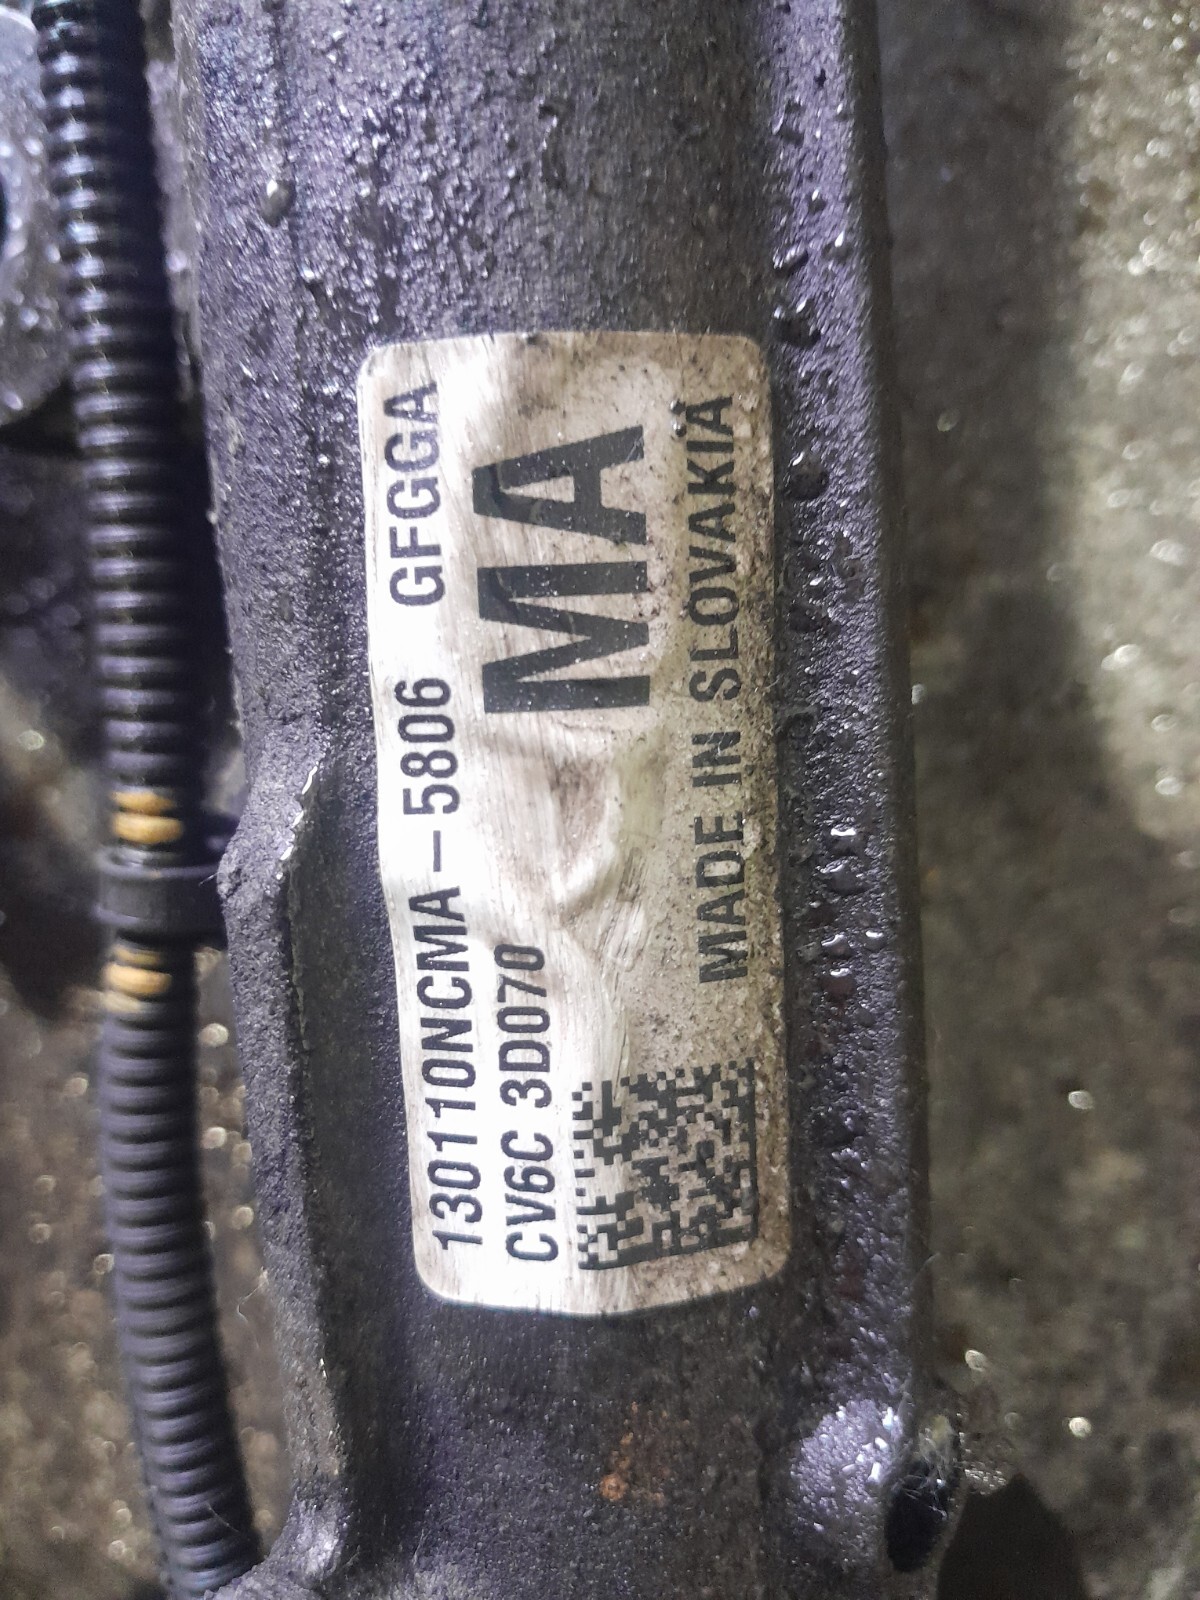 130110NCMA-5806 GFGGA
CV6C 3D070
MA
MADE IN SLOVAKIA